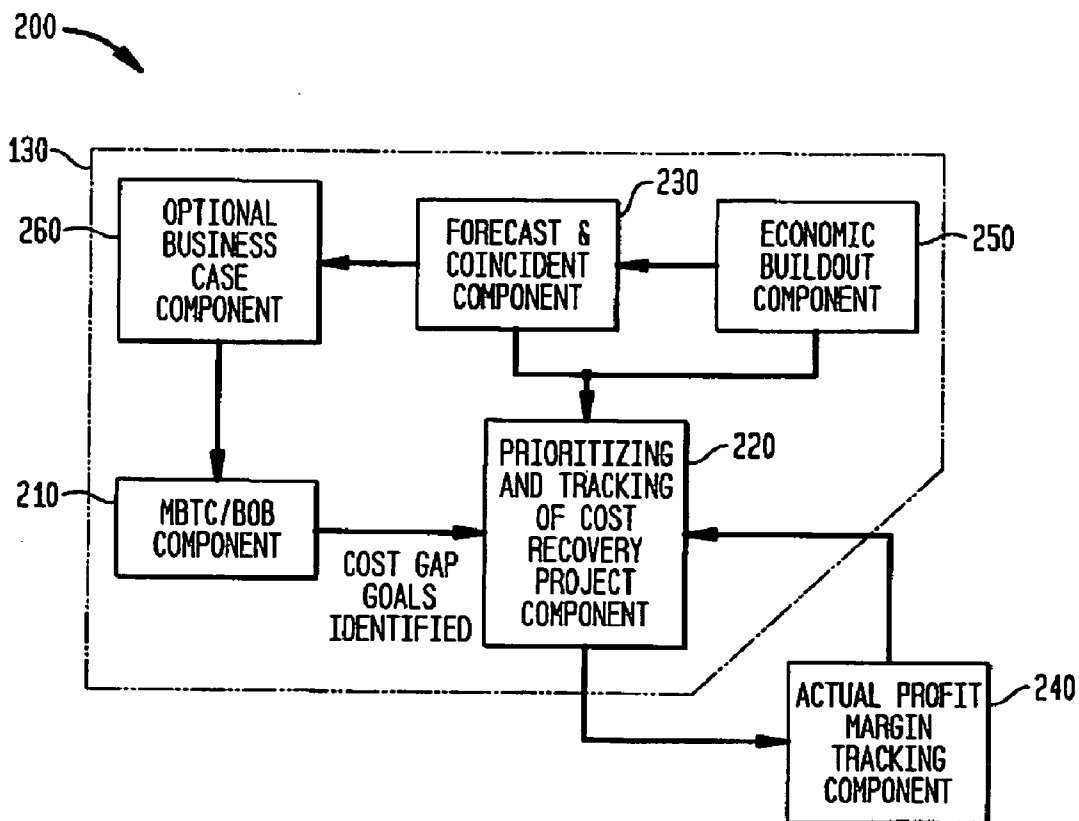 200
130
260
OPTIONAL
BUSINESS
CASE
COMPONENT
230
FORECAST &
COINCIDENT
COMPONENT
250
ECONOMIC
BUILDOUT
COMPONENT
210
MBTC/BOB
COMPONENT
COST GAP
GOALS
IDENTIFIED
220
PRIORITIZING
AND TRACKING
OF COST
RECOVERY
PROJECT
COMPONENT
240
ACTUAL PROFIT
MARGIN
TRACKING
COMPONENT